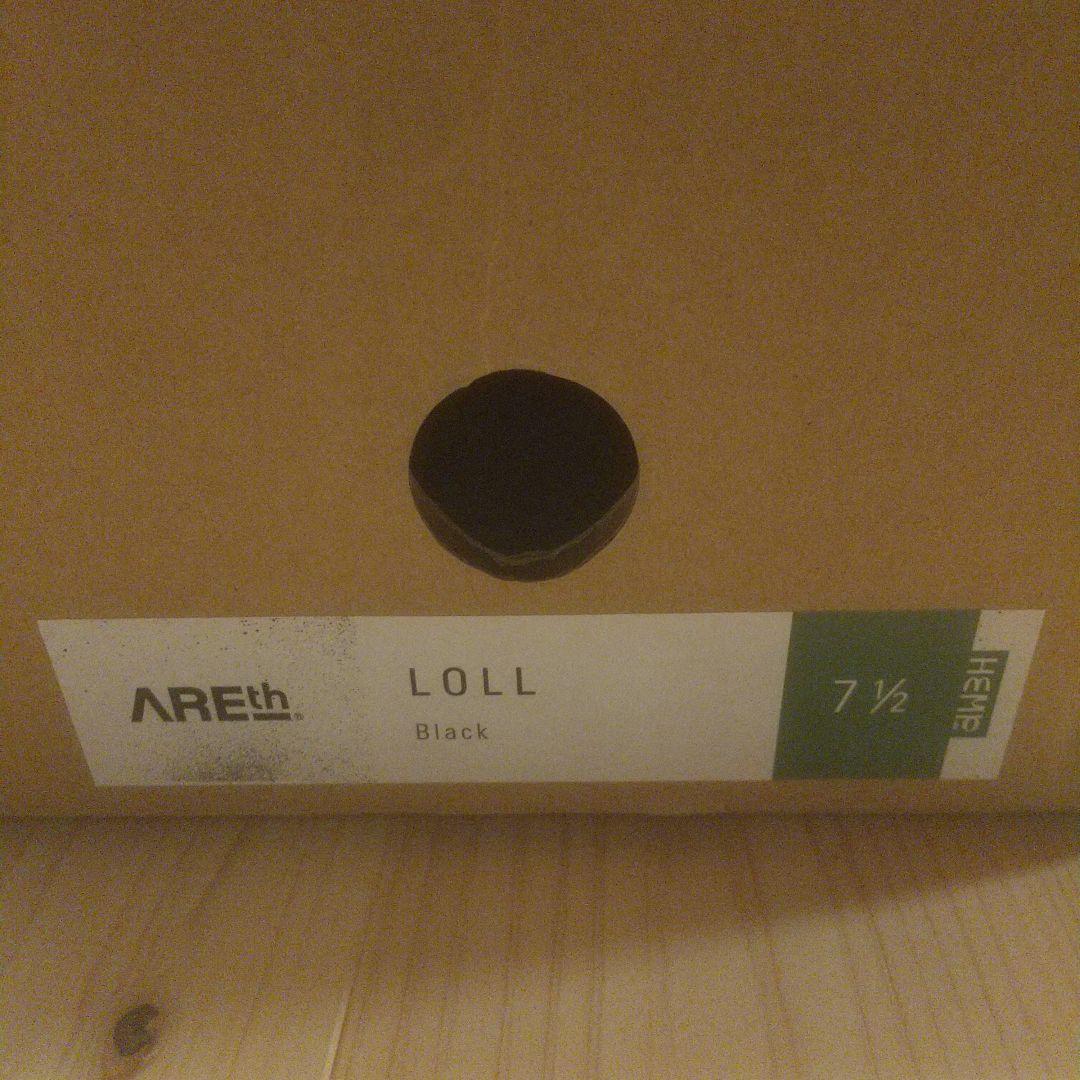 AREth®
LOLL
Black
7 ½
HEMP